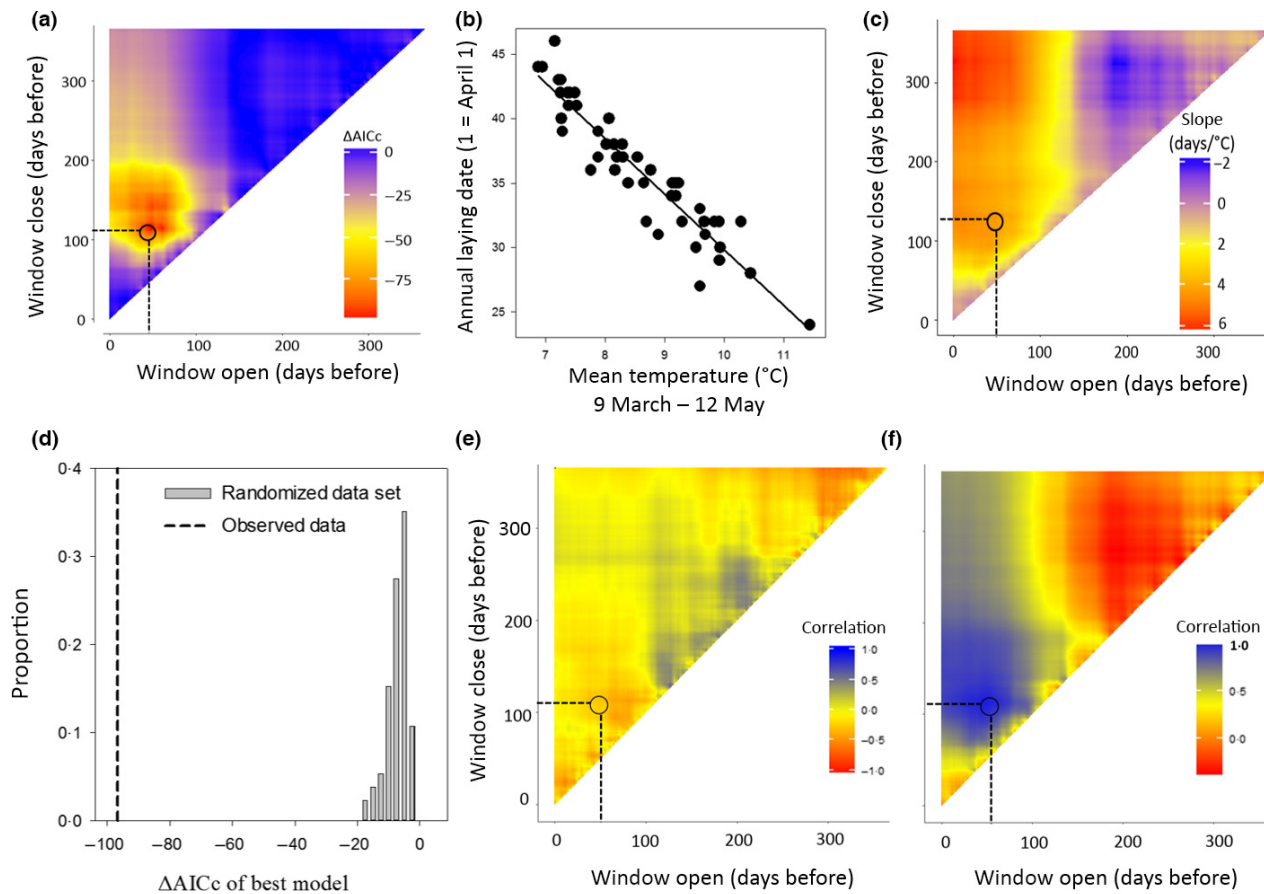 (a)
Window close (days before)
300
200
100
0
ΔAICc
0
−25
−50
−75
0
100
200
300
Window open (days before)
(b)
Annual laying date (1 = April 1)
45
40
35
30
25
7
8
9
10
11
Mean temperature (°C)
9 March – 12 May
(c)
Window close (days before)
300
200
100
0
Slope
(days/°C)
−2
0
2
4
6
0
100
200
300
Window open (days before)
(d)
Proportion
0·4
0·3
0·2
0·1
0·0
Randomized data set
Observed data
−100
−80
−60
−40
−20
0
ΔAICc of best model
(e)
Window close (days before)
300
200
100
0
Correlation
1·0
0·5
0·0
−0·5
−1·0
0
100
200
300
Window open (days before)
(f)
Correlation
1.0
0·5
0·0
0
100
200
300
Window open (days before)